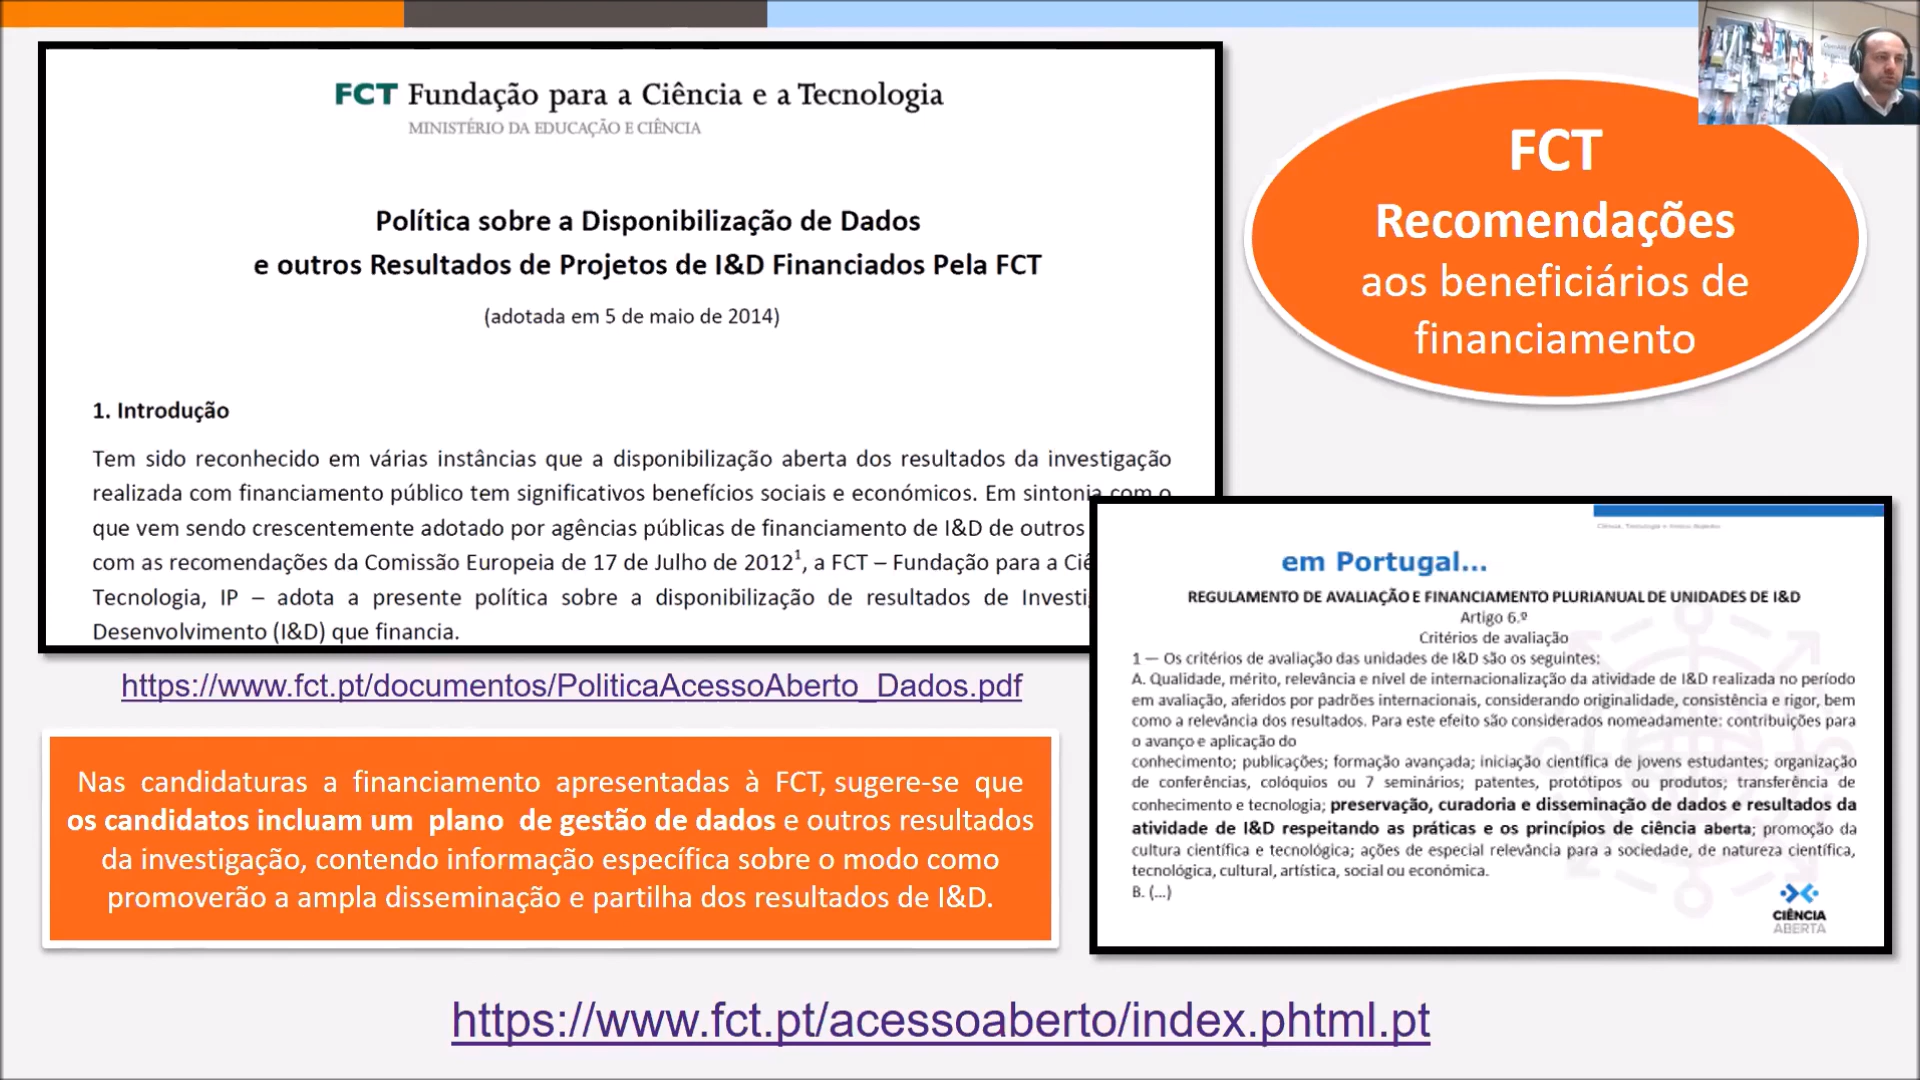 FCT Fundação para a Ciência e a Tecnologia
MINISTÉRIO DA EDUCAÇÃO E CIÊNCIA
Política sobre a Disponibilização de Dados
e outros Resultados de Projetos de I&D Financiados Pela FCT
(adotada em 5 de maio de 2014)
1. Introdução
Tem sido reconhecido em várias instâncias que a disponibilização aberta dos resultados da investigação
realizada com financiamento público tem significativos benefícios sociais e económicos. Em sintonia com o
que vem sendo crescentemente adotado por agências públicas de financiamento de I&D de outros
com as recomendações da Comissão Europeia de 17 de Julho de 2012¹, a FCT – Fundação para a Ciê
Tecnologia, IP – adota a presente política sobre a disponibilização de resultados de Investi
Desenvolvimento (I&D) que financia.
https://www.fct.pt/documentos/PoliticaAcessoAberto_Dados.pdf
FCT
Recomendações
aos beneficiários de
financiamento
Nas candidaturas a financiamento apresentadas à FCT, sugere-se que
os candidatos incluam um plano de gestão de dados e outros resultados
da investigação, contendo informação específica sobre o modo como
promoverão a ampla disseminação e partilha dos resultados de I&D.
em Portugal...
REGULAMENTO DE AVALIAÇÃO E FINANCIAMENTO PLURIANUAL DE UNIDADES DE I&D
Artigo 6.º
Critérios de avaliação
1 — Os critérios de avaliação das unidades de I&D são os seguintes:
A. Qualidade, mérito, relevância e nível de internacionalização da atividade de I&D realizada no período
em avaliação, aferidos por padrões internacionais, considerando originalidade, consistência e rigor, bem
como a relevância dos resultados. Para este efeito são considerados nomeadamente: contribuições para
o avanço e aplicação do
conhecimento; publicações; formação avançada; iniciação científica de jovens estudantes; organização
de conferências, colóquios ou 7 seminários; patentes, protótipos ou produtos; transferência de
conhecimento e tecnologia; preservação, curadoria e disseminação de dados e resultados da
atividade de I&D respeitando as práticas e os princípios de ciência aberta; promoção da
cultura científica e tecnológica; ações de especial relevância para a sociedade, de natureza científica,
tecnológica, cultural, artística, social ou económica.
B. (...)
CIÊNCIA
ABERTA
https://www.fct.pt/acessoaberto/index.phtml.pt